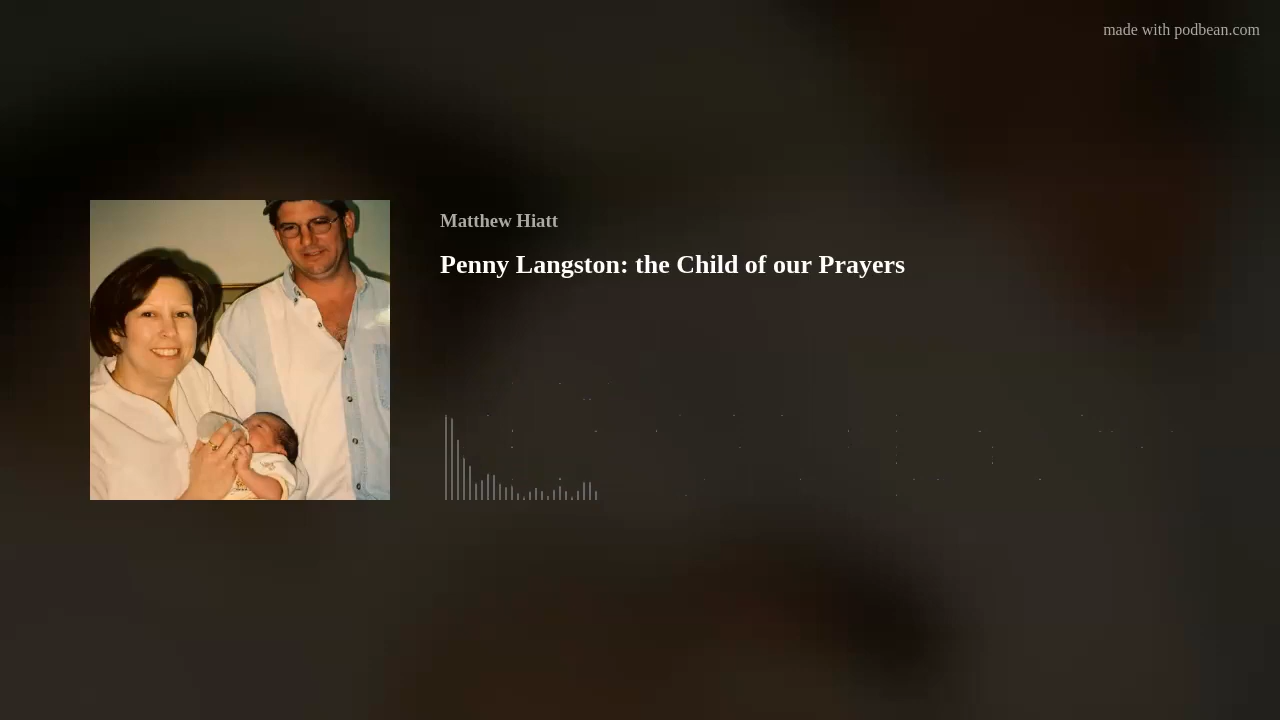 made with podbean.com
Matthew Hiatt
Penny Langston: the Child of our Prayers